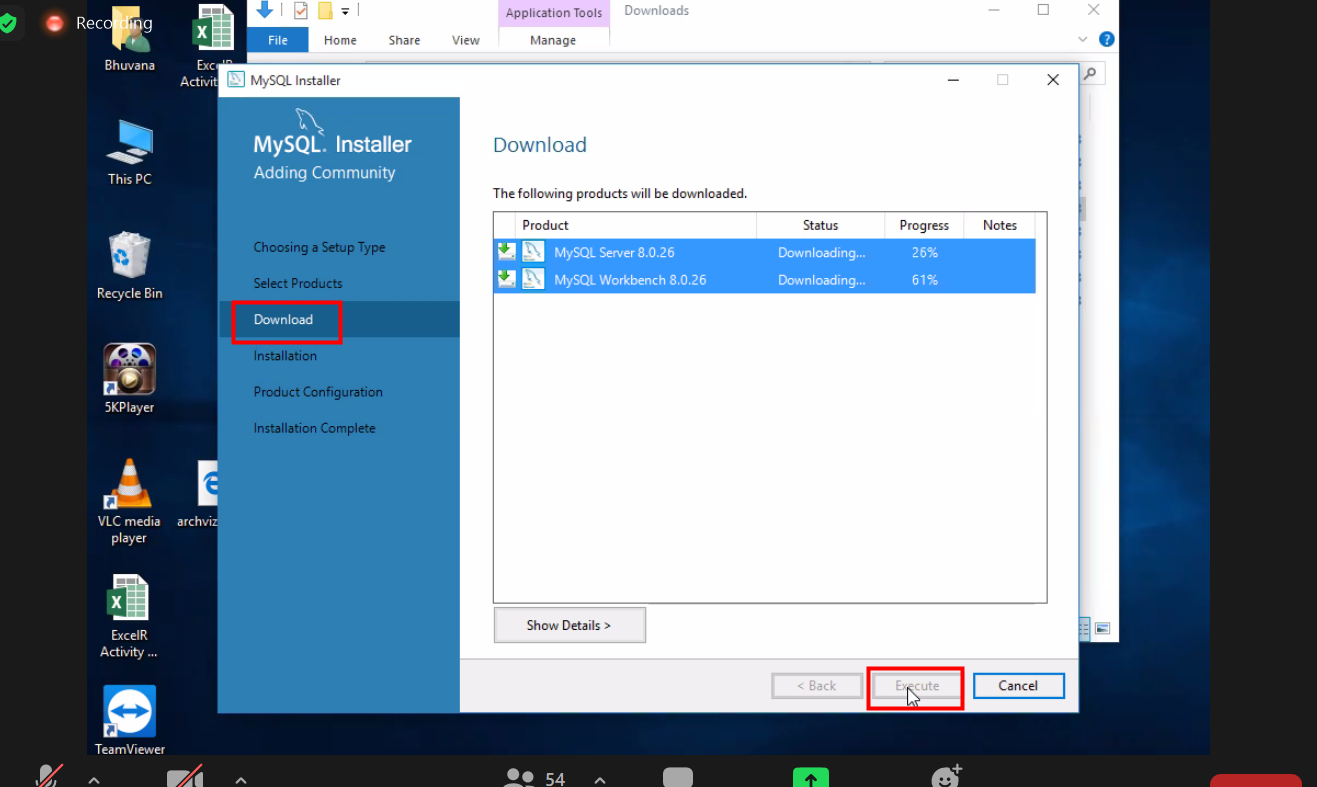 Recording
Bhuvana
ExcelR
Activit
This PC
Recycle Bin
5KPlayer
VLC media
player
archviz
ExcelR
Activity ...
TeamViewer
Application Tools
Downloads
File
Home
Share
View
Manage
MySQL Installer
MySQL. Installer
Adding Community
Choosing a Setup Type
Select Products
Download
Installation
Product Configuration
Installation Complete
Download
The following products will be downloaded.
Product Status Progress Notes
MySQL Server 8.0.26 Downloading... 26%
MySQL Workbench 8.0.26 Downloading... 61%
Show Details >
< Back
Execute
Cancel
54